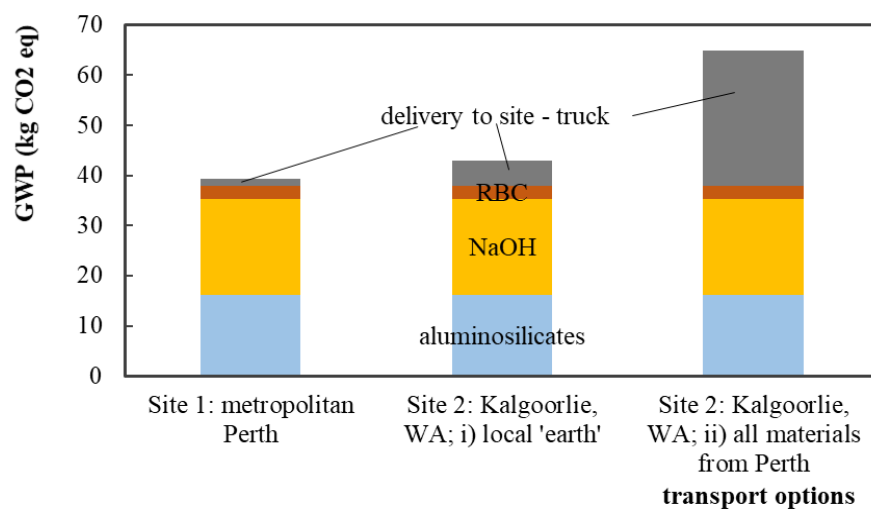 GWP (kg CO2 eq)
70
60
50
40
30
20
10
0
delivery to site - truck
RBC
NaOH
aluminosilicates
Site 1: metropolitan
Perth
Site 2: Kalgoorlie,
WA; i) local 'earth'
Site 2: Kalgoorlie,
WA; ii) all materials
from Perth
transport options